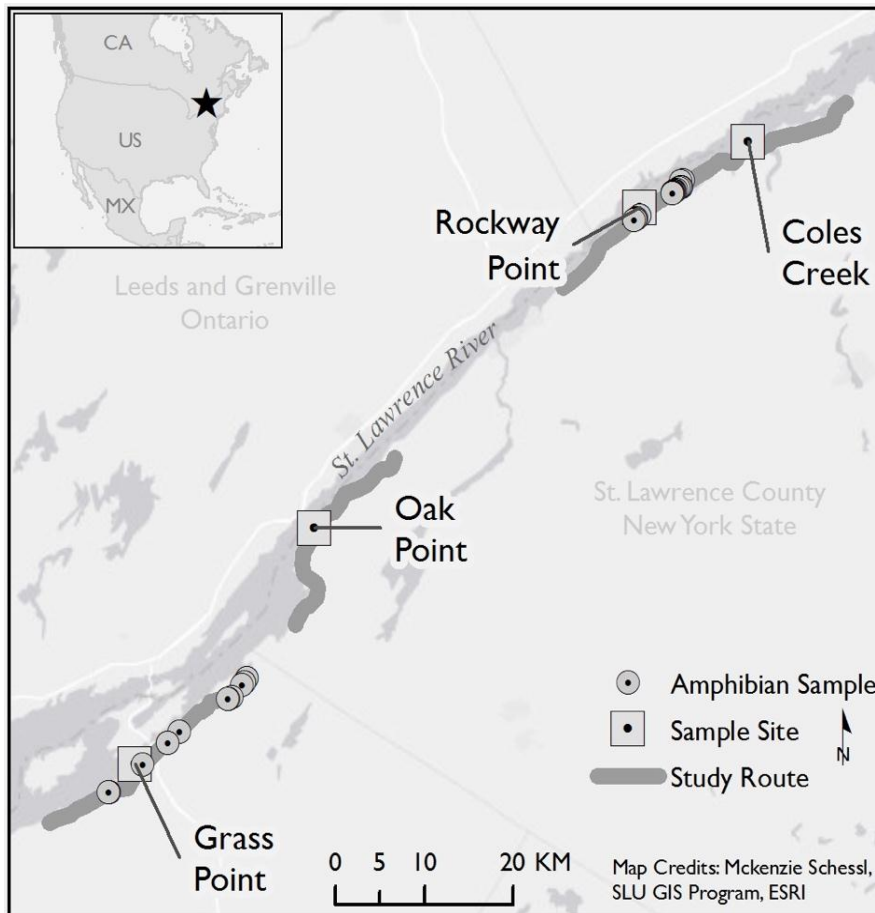 CA
US
MX
Rockway
Point
Coles
Creek
Leeds and Grenville
Ontario
St. Lawrence River
St. Lawrence County
New York State
Oak
Point
Amphibian Sample
Sample Site
N
Study Route
Grass
Point
0 5 10 20 KM
Map Credits: Mckenzie Schessl,
SLU GIS Program, ESRI